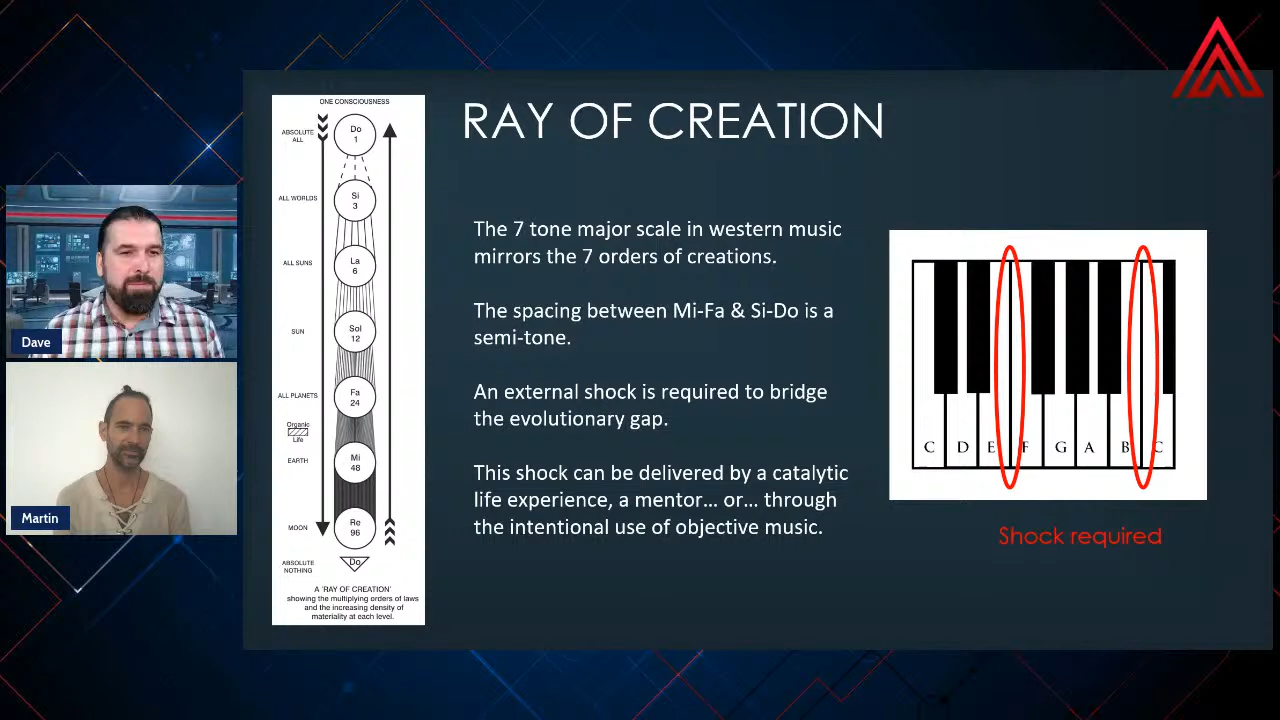 RAY OF CREATION
ONE CONSCIOUSNESS
ABSOLUTE
ALL
Do
1
ALL WORLDS
Si
3
ALL SUNS
La
6
SUN
Sol
12
ALL PLANETS
Fa
24
Organic
Life
EARTH
Mi
48
MOON
Re
96
ABSOLUTE
NOTHING
Do
A 'RAY OF CREATION'
showing the multiplying orders of laws
and the increasing density of
materiality at each level.
The 7 tone major scale in western music
mirrors the 7 orders of creations.
The spacing between Mi-Fa & Si-Do is a
semi-tone.
An external shock is required to bridge
the evolutionary gap.
This shock can be delivered by a catalytic
life experience, a mentor... or... through
the intentional use of objective music.
C D E F G A B C
Shock required
Dave
Martin